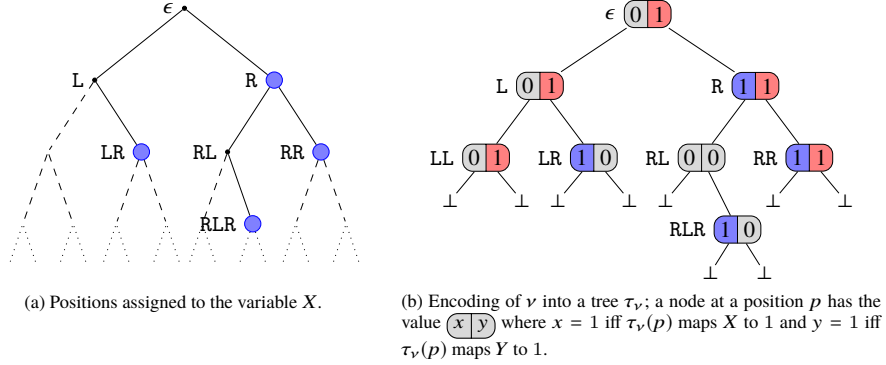 ϵ
L
R
LR
RL
RR
RLR
(a) Positions assigned to the variable X.
ϵ 0 1
L 0 1
R 1 1
LL 0 1
LR 1 0
RL 0 0
RR 1 1
⊥ ⊥ ⊥ ⊥ ⊥ ⊥ ⊥
RLR 1 0
⊥ ⊥
(b) Encoding of ν into a tree τν; a node at a position p has the
value x y where x = 1 iff τν(p) maps X to 1 and y = 1 iff
τν(p) maps Y to 1.